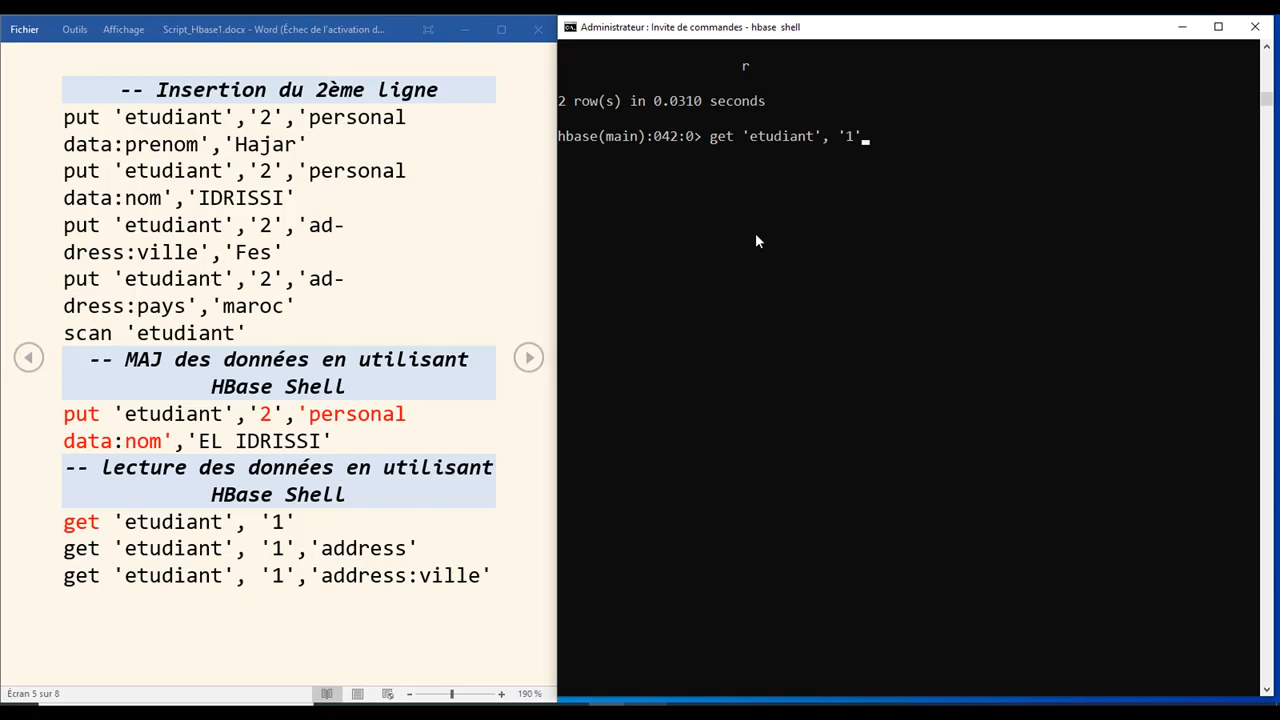 Fichier Outils Affichage Script_Hbase1.docx - Word (Échec de l'activation d...
-- Insertion du 2ème ligne
put 'etudiant','2','personal
data:prenom','Hajar'
put 'etudiant','2','personal
data:nom','IDRISSI'
put 'etudiant','2','ad-
dress:ville','Fes'
put 'etudiant','2','ad-
dress:pays','maroc'
scan 'etudiant'
-- MAJ des données en utilisant
HBase Shell
put 'etudiant','2','personal
data:nom','EL IDRISSI'
-- lecture des données en utilisant
HBase Shell
get 'etudiant', '1'
get 'etudiant', '1','address'
get 'etudiant', '1','address:ville'
Écran 5 sur 8
190 %
Administrateur : Invite de commandes - hbase shell
r
2 row(s) in 0.0310 seconds
hbase(main):042:0> get 'etudiant', '1'